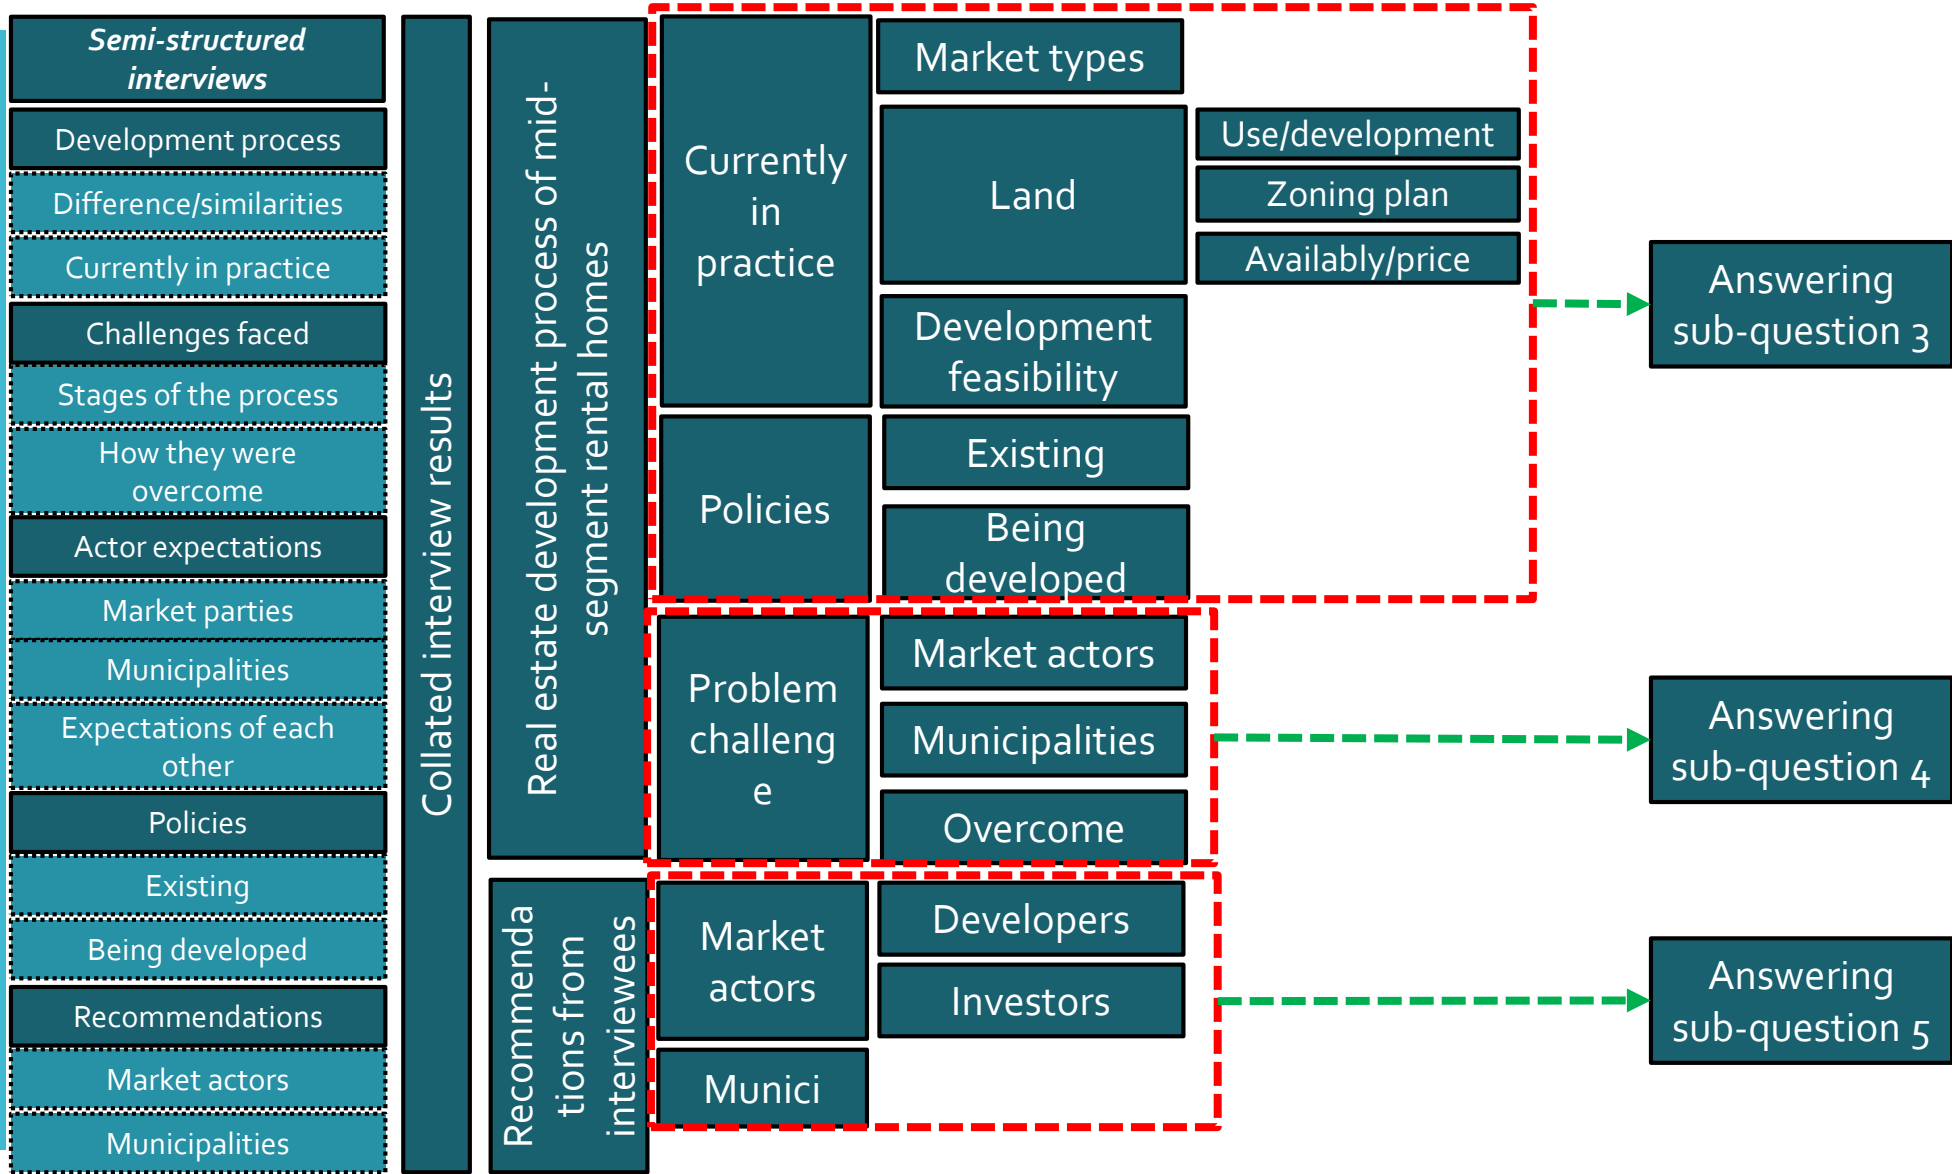 Semi-structured
interviews
Development process
Difference/similarities
Currently in practice
Challenges faced
Stages of the process
How they were
overcome
Actor expectations
Market parties
Municipalities
Expectations of each
other
Policies
Existing
Being developed
Recommendations
Market actors
Municipalities
Collated interview results
Real estate development process of mid-
segment rental homes
Recommenda
tions from
interviewees
Currently
in
practice
Market types
Land
Use/development
Zoning plan
Availably/price
Development
feasibility
Policies
Existing
Being
developed
Problem
challeng
e
Market actors
Municipalities
Overcome
Market
actors
Developers
Investors
Munici
Answering
sub-question 3
Answering
sub-question 4
Answering
sub-question 5